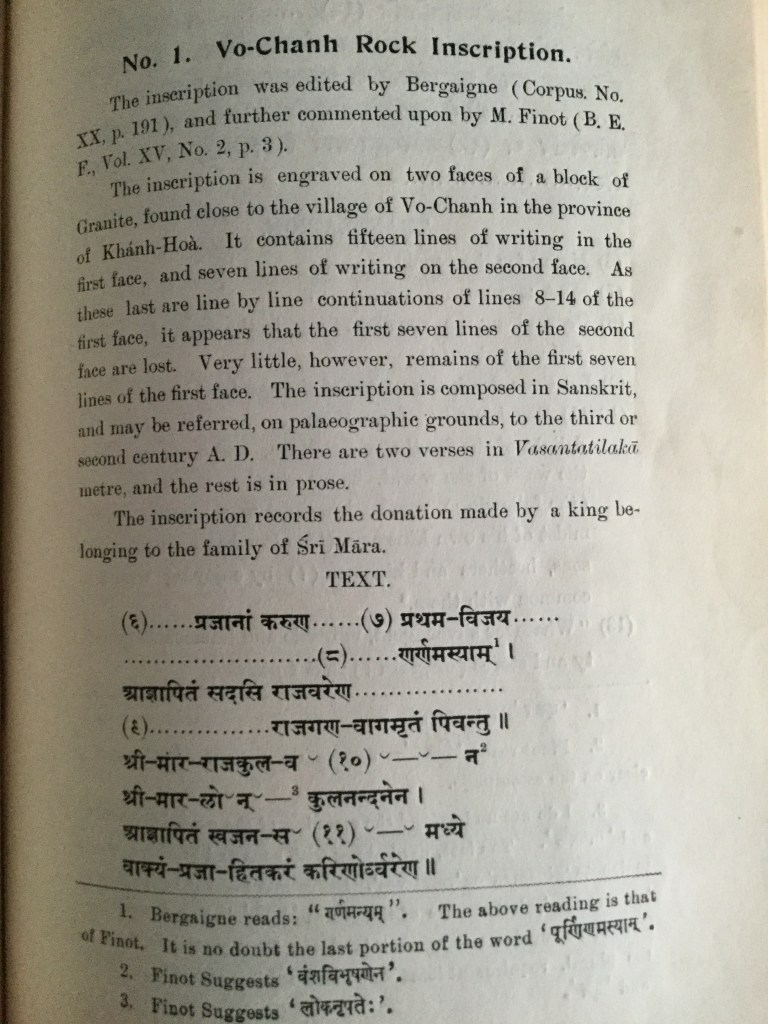 No. 1. Vo-Chanh Rock Inscription.
The inscription was edited by Bergaigne ( Corpus. No.
XX, p. 191 ), and further commented upon by M. Finot ( B. E.
F., Vol. XV, No. 2, p. 3 ).
The inscription is engraved on two faces of a block of
Granite, found close to the village of Vo-Chanh in the province
of Khánh-Hoà. It contains fifteen lines of writing in the
first face, and seven lines of writing on the second face. As
these last are line by line continuations of lines 8–14 of the
first face, it appears that the first seven lines of the second
face are lost. Very little, however, remains of the first seven
lines of the first face. The inscription is composed in Sanskrit,
and may be referred, on palaeographic grounds, to the third or
second century A. D. There are two verses in Vasantatilakā
metre, and the rest is in prose.
The inscription records the donation made by a king be-
longing to the family of Śrī Māra.
TEXT.
(६)......प्रजानां करुण......(७) प्रथम-विजय......
.......................(८)......र्णर्णमस्याम्¹ ।
आज्ञापितं सदसि राजवरेण..................
(९)...............राजगण-वागमृतं पिवन्तु ॥
श्री-मार-राजकुल-व ˘ (१०) ˘—˘— — न²
श्री-मार-लो ˘ न् ˘ —³ कुलनन्दनेन ।
आज्ञापितं स्वजन-स ˘ (११) ˘—˘ मध्ये
वाक्यं-प्रजा-हितकरं करिणोर्व्वरेण ॥
1. Bergaigne reads: “ र्गर्णमन्यम् ”. The above reading is that
of Finot. It is no doubt the last portion of the word ‘ पूर्ण्णिमस्याम् ’.
2. Finot Suggests ‘ वंशविभूषणेन ’.
3. Finot Suggests ‘ लोकनृपतेः ’.